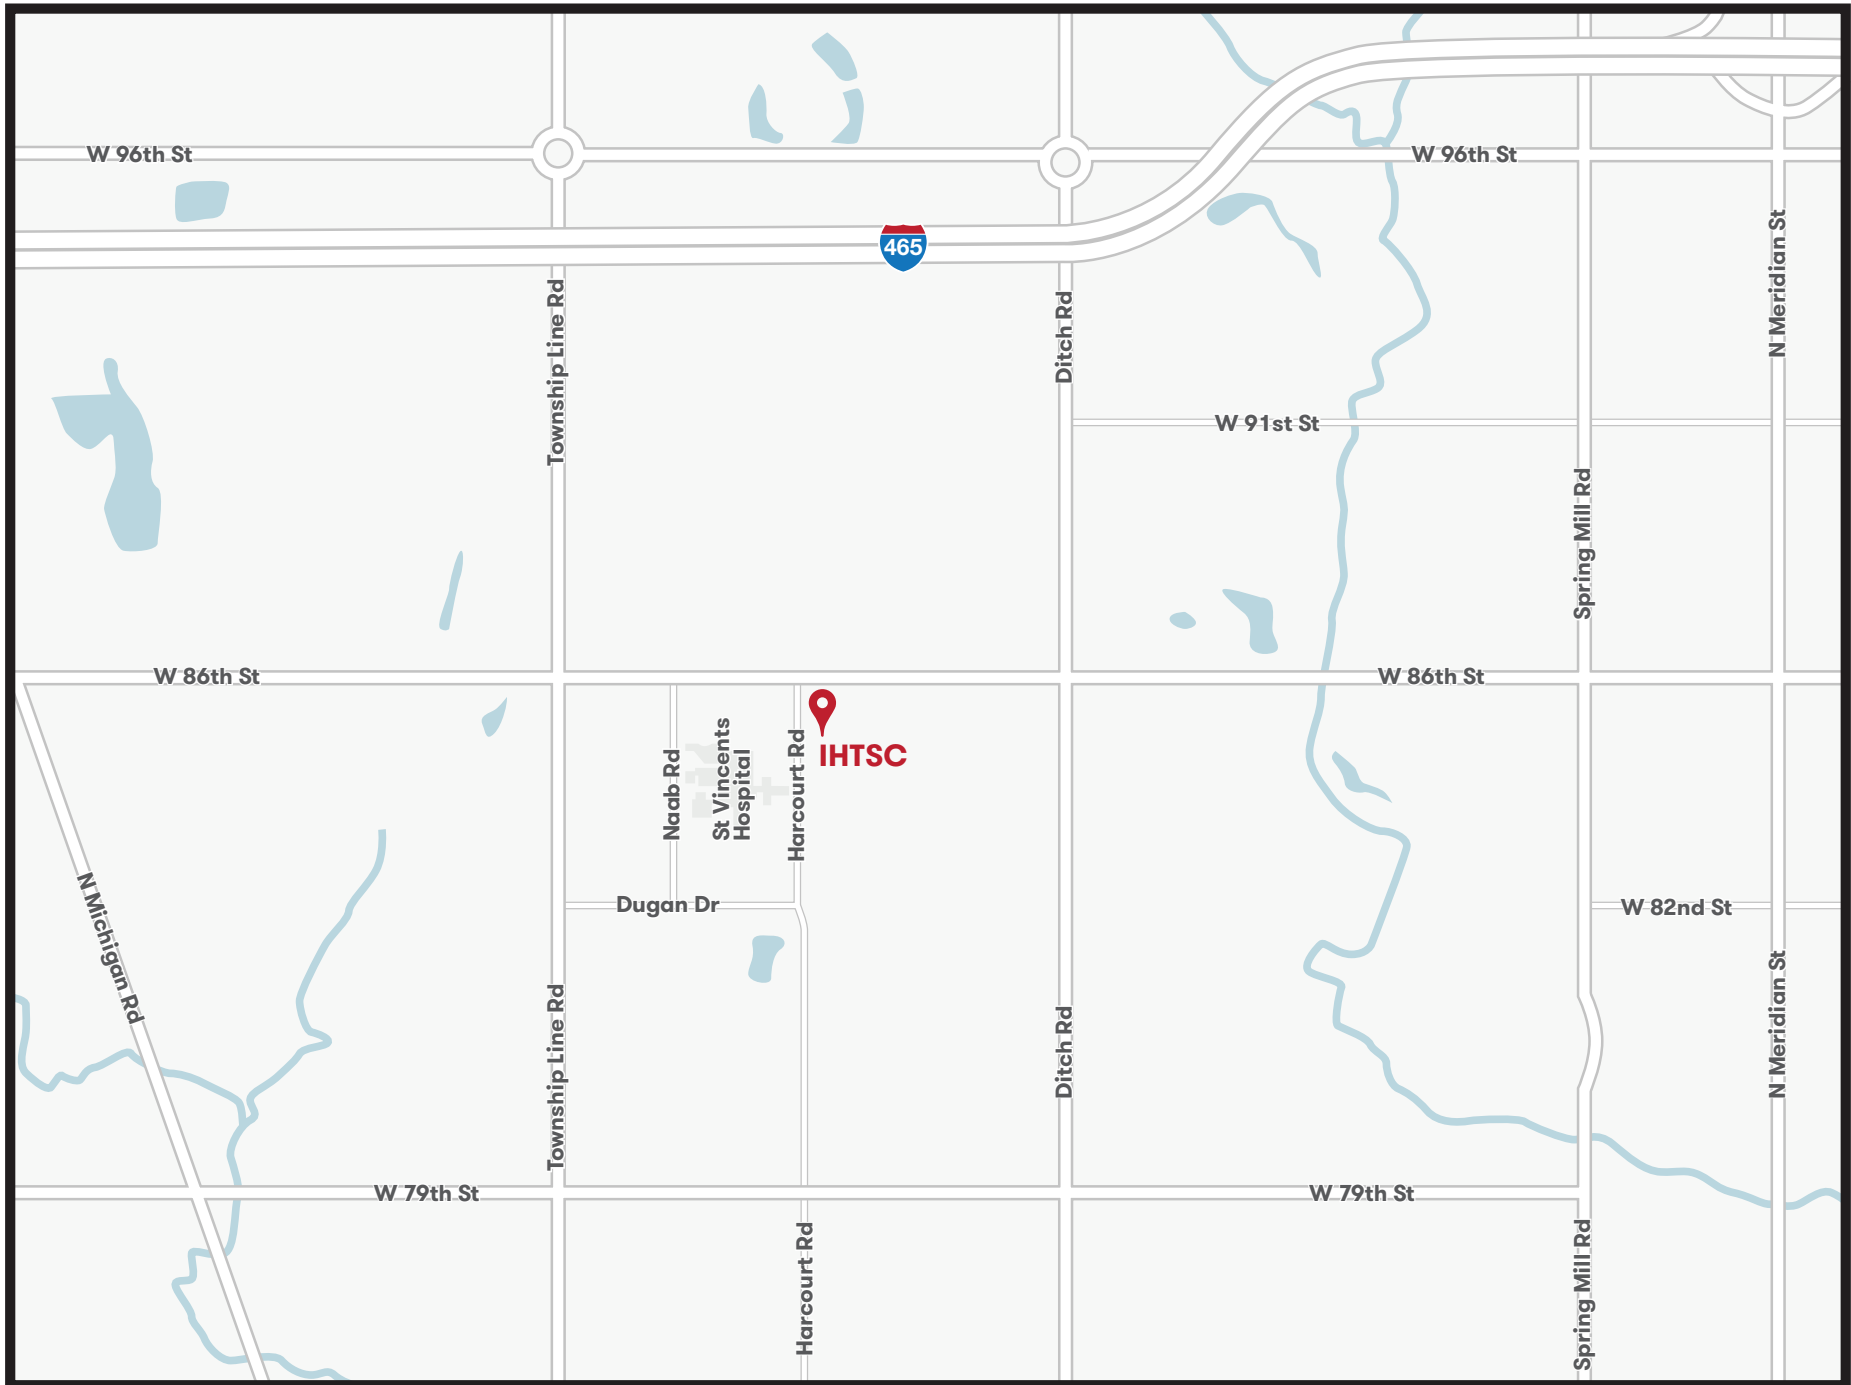 W 96th St
W 96th St
465
N Meridian St
Township Line Rd
Ditch Rd
W 91st St
Spring Mill Rd
W 86th St
W 86th St
IHTSC
Naab Rd
St Vincents
Hospital
Harcourt Rd
N Michigan Rd
Dugan Dr
W 82nd St
Township Line Rd
Ditch Rd
N Meridian St
W 79th St
W 79th St
Harcourt Rd
Spring Mill Rd